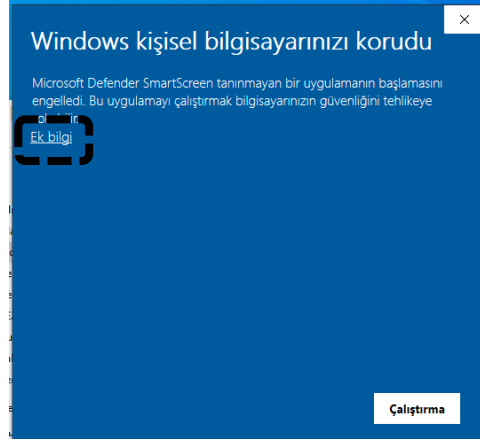 Windows kişisel bilgisayarınızı korudu
Microsoft Defender SmartScreen tanınmayan bir uygulamanın başlamasını
engelledi. Bu uygulamayı çalıştırmak bilgisayarınızın güvenliğini tehlikeye
Ek bilgi
Çalıştırma